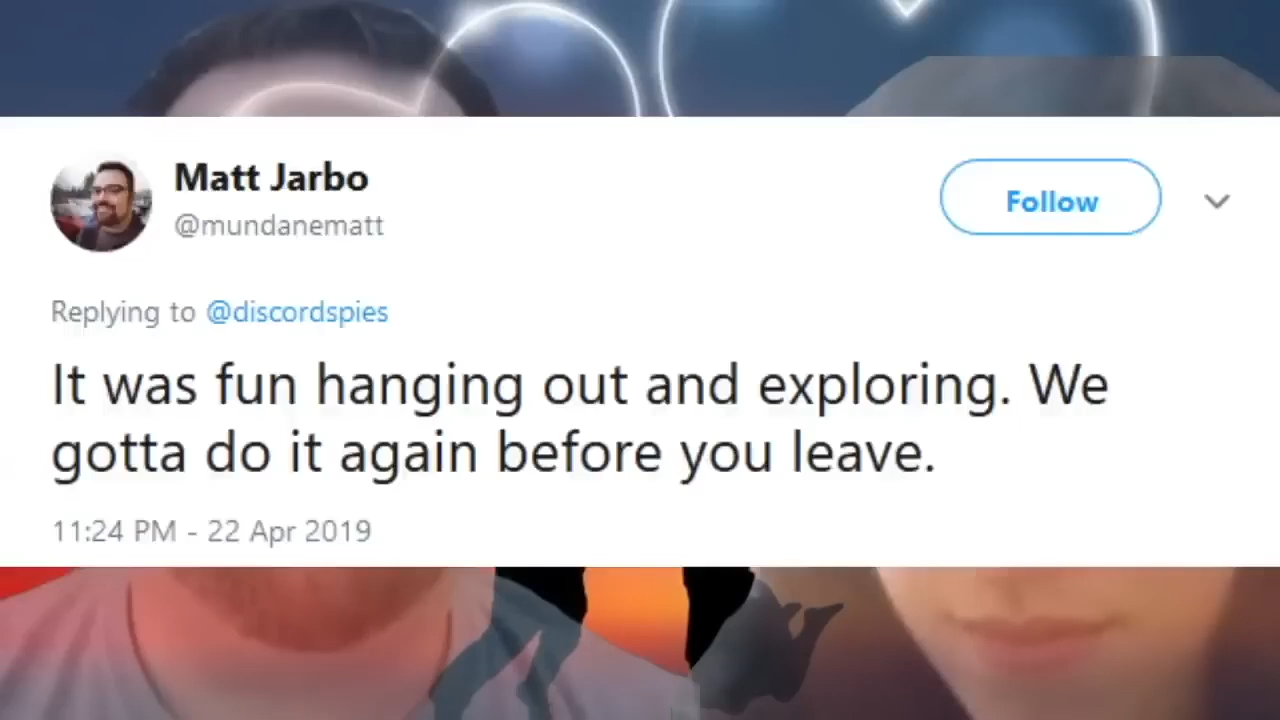 Matt Jarbo
@mundanematt
Follow
Replying to @discordspies
It was fun hanging out and exploring. We
gotta do it again before you leave.
11:24 PM - 22 Apr 2019